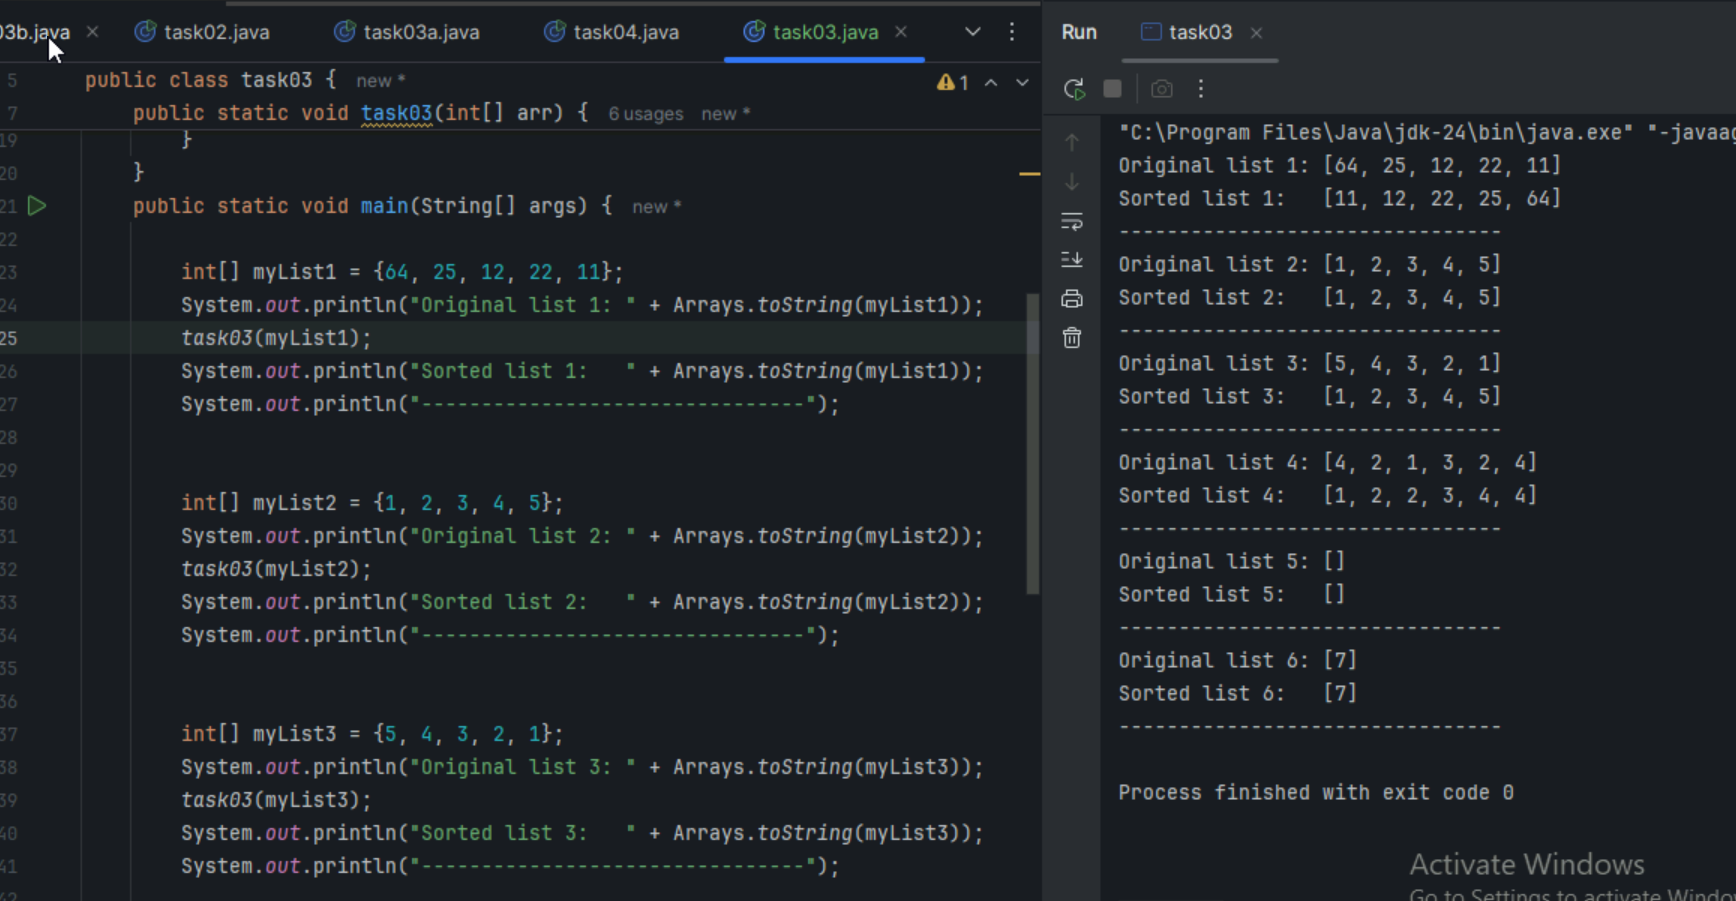 03b.java
task02.java
task03a.java
task04.java
task03.java
5 public class task03 { new *
1
7 public static void task03(int[] arr) { 6 usages new *
19 }
20 }
21 public static void main(String[] args) { new *
22
23 int[] myList1 = {64, 25, 12, 22, 11};
24 System.out.println("Original list 1: " + Arrays.toString(myList1));
25 task03(myList1);
26 System.out.println("Sorted list 1:   " + Arrays.toString(myList1));
27 System.out.println("--------------------------------");
28
29
30 int[] myList2 = {1, 2, 3, 4, 5};
31 System.out.println("Original list 2: " + Arrays.toString(myList2));
32 task03(myList2);
33 System.out.println("Sorted list 2:   " + Arrays.toString(myList2));
34 System.out.println("--------------------------------");
35
36
37 int[] myList3 = {5, 4, 3, 2, 1};
38 System.out.println("Original list 3: " + Arrays.toString(myList3));
39 task03(myList3);
40 System.out.println("Sorted list 3:   " + Arrays.toString(myList3));
41 System.out.println("--------------------------------");
42
Run task03
"C:\Program Files\Java\jdk-24\bin\java.exe" "-javaag
Original list 1: [64, 25, 12, 22, 11]
Sorted list 1:   [11, 12, 22, 25, 64]
--------------------------------
Original list 2: [1, 2, 3, 4, 5]
Sorted list 2:   [1, 2, 3, 4, 5]
--------------------------------
Original list 3: [5, 4, 3, 2, 1]
Sorted list 3:   [1, 2, 3, 4, 5]
--------------------------------
Original list 4: [4, 2, 1, 3, 2, 4]
Sorted list 4:   [1, 2, 2, 3, 4, 4]
--------------------------------
Original list 5: []
Sorted list 5:   []
--------------------------------
Original list 6: [7]
Sorted list 6:   [7]
--------------------------------
Process finished with exit code 0
Activate Windows
Go to Settings to activate Windo